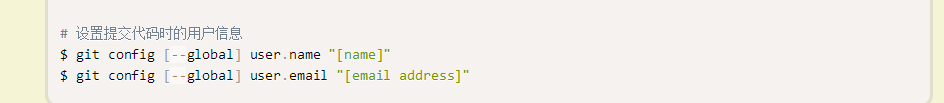 # 设置提交代码时的用户信息
$ git config [--global] user.name "[name]"
$ git config [--global] user.email "[email address]"